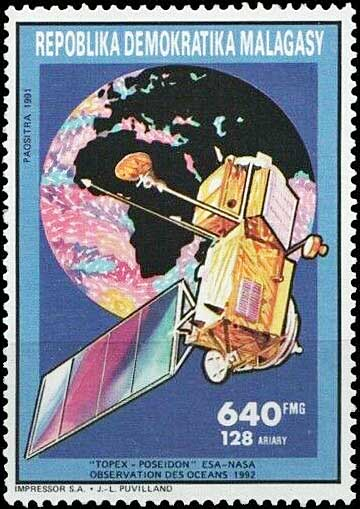 REPOBLIKA DEMOKRATIKA MALAGASY
PAOSITRA 1991
640 FMG
128 ARIARY
"TOPEX - POSEIDON" ESA-NASA
OBSERVATION DES OCEANS 1992
IMPRESSOR S.A. • J.-L. PUVILLAND